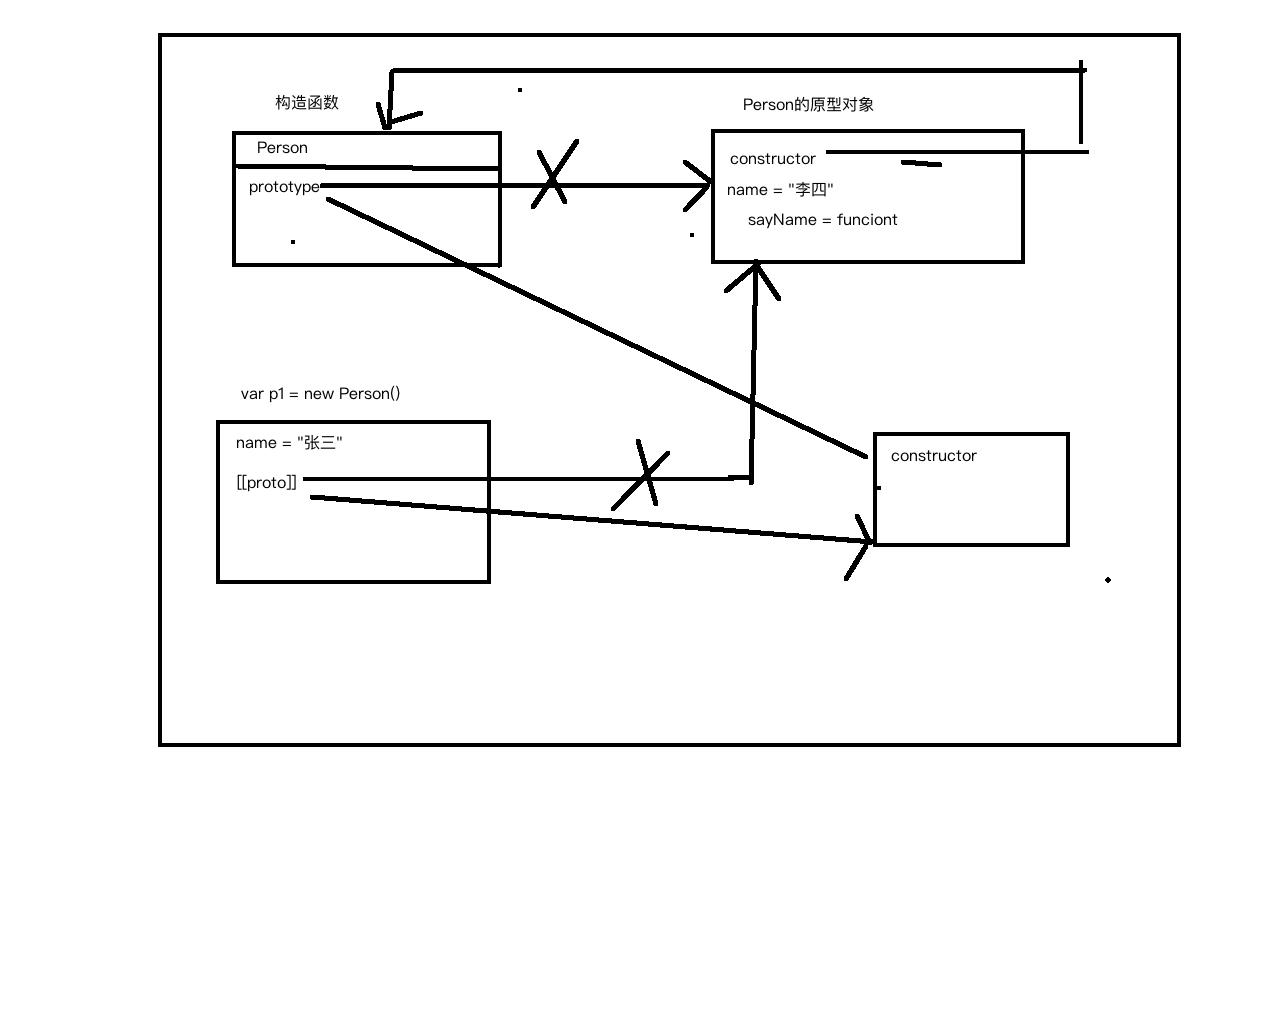 构造函数
Person的原型对象
Person
prototype
constructor
name = "李四"
sayName = funciont
var p1 = new Person()
name = "张三"
[[proto]]
constructor